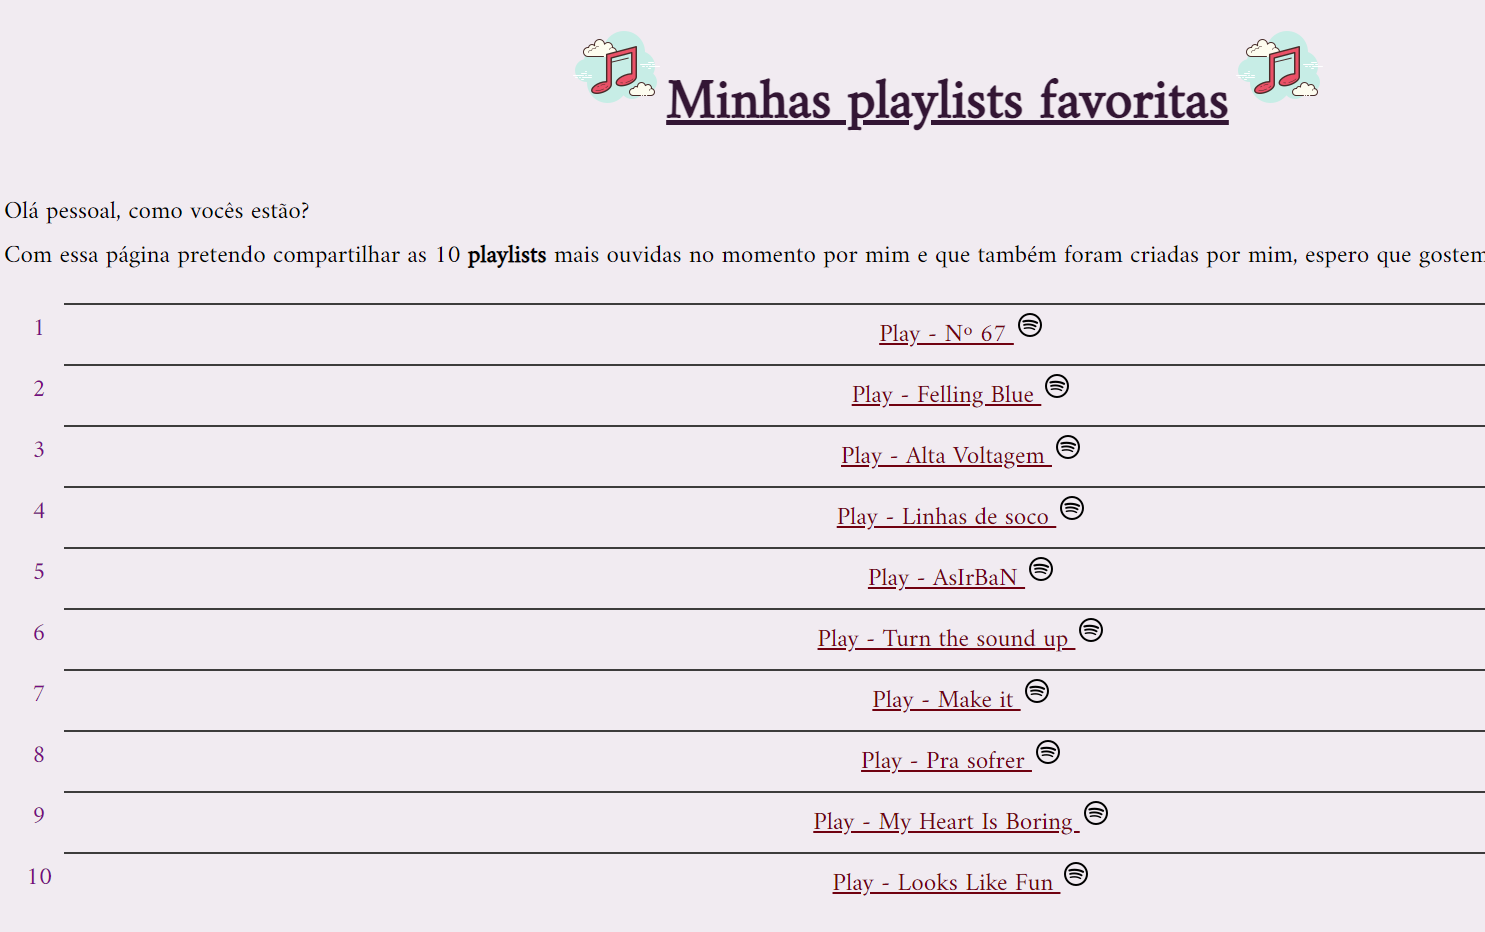 Minhas playlists favoritas
Olá pessoal, como vocês estão?
Com essa página pretendo compartilhar as 10 playlists mais ouvidas no momento por mim e que também foram criadas por mim, espero que gostem
1 Play - Nº 67
2 Play - Felling Blue
3 Play - Alta Voltagem
4 Play - Linhas de soco
5 Play - AsIrBaN
6 Play - Turn the sound up
7 Play - Make it
8 Play - Pra sofrer
9 Play - My Heart Is Boring
10 Play - Looks Like Fun